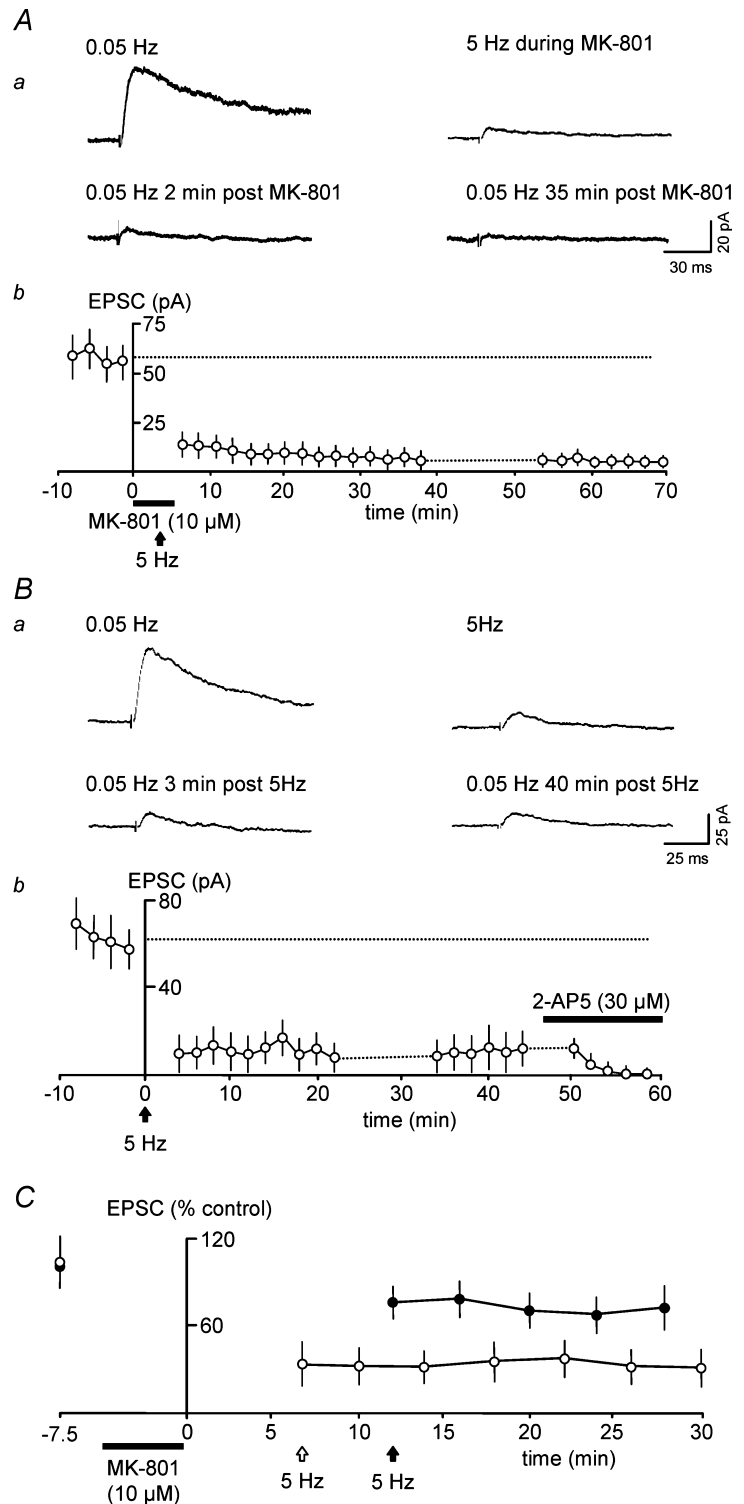 A
0.05 Hz
5 Hz during MK-801
a
0.05 Hz 2 min post MK-801
0.05 Hz 35 min post MK-801
20 pA
30 ms
b
EPSC (pA)
75
50
25
-10 0 10 20 30 40 50 60 70
MK-801 (10 µM)
time (min)
5 Hz
B
a
0.05 Hz
5Hz
0.05 Hz 3 min post 5Hz
0.05 Hz 40 min post 5Hz
25 pA
25 ms
b
EPSC (pA)
80
40
2-AP5 (30 µM)
-10 0 10 20 30 40 50 60
time (min)
5 Hz
C
EPSC (% control)
120
60
-7.5 0 5 10 15 20 25 30
MK-801
(10 µM)
5 Hz
5 Hz
time (min)